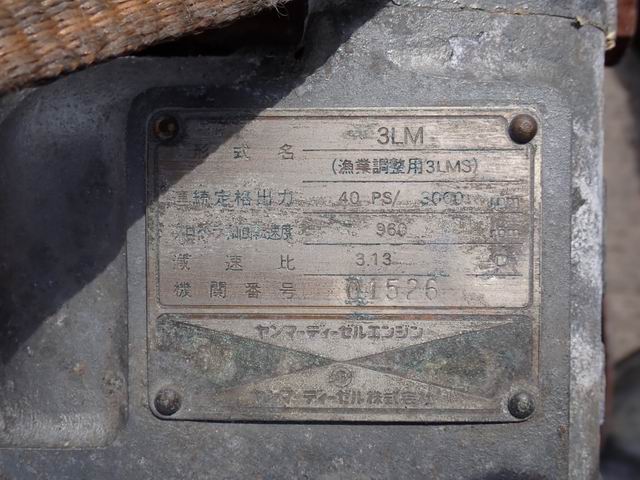 形式名 3LM
(漁業調整用3LMS)
連続定格出力 40 PS/ 3000 rpm
960 rpm
減速比 3.13
機関番号 01526
ヤンマーディーゼルエンジン
ヤンマーディーゼル株式会社